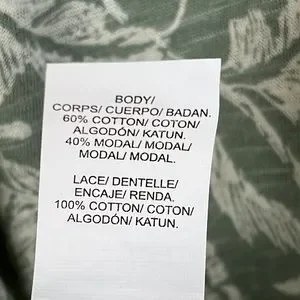 BODY/
CORPS/ CUERPO/ BADAN.
60% COTTON/ COTON/
ALGODÓN/ KATUN.
40% MODAL/ MODAL/
MODAL/ MODAL.
LACE/ DENTELLE/
ENCAJE/ RENDA.
100% COTTON/ COTON/
ALGODÓN/ KATUN.